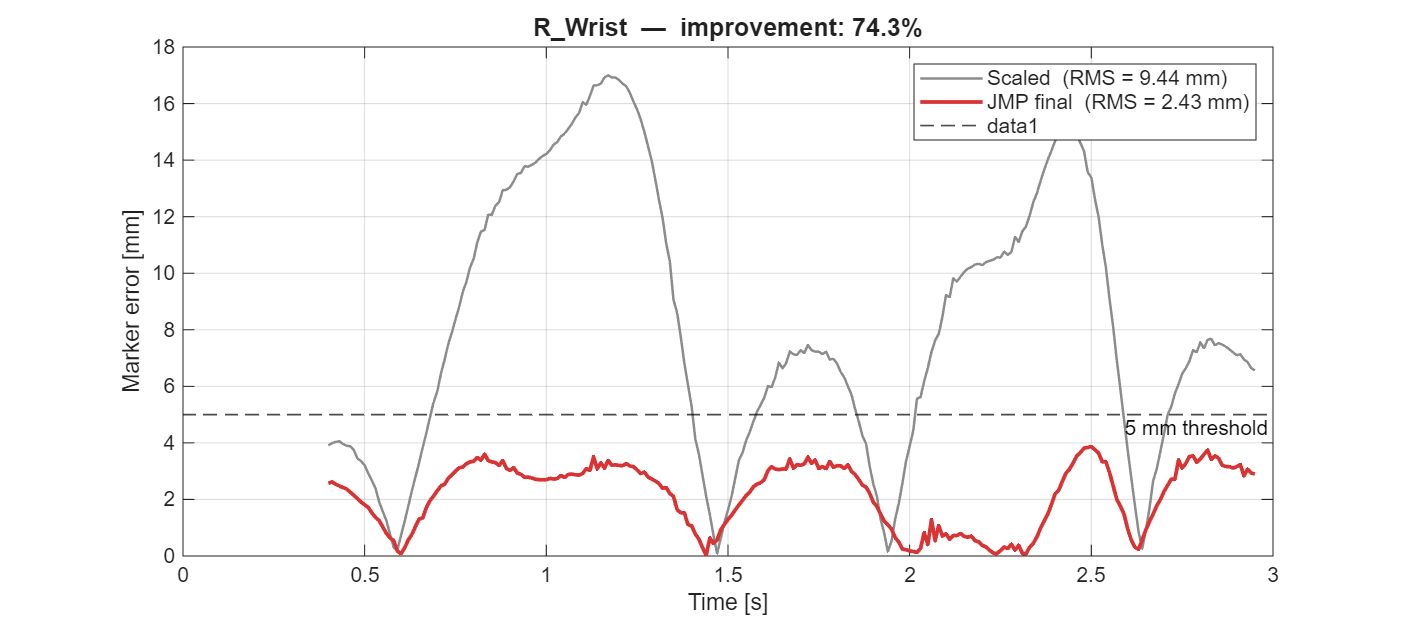 R_Wrist — improvement: 74.3%
18
16
14
12
10
8
6
4
2
0
Marker error [mm]
Scaled (RMS = 9.44 mm)
JMP final (RMS = 2.43 mm)
data1
5 mm threshold
0 0.5 1 1.5 2 2.5 3
Time [s]